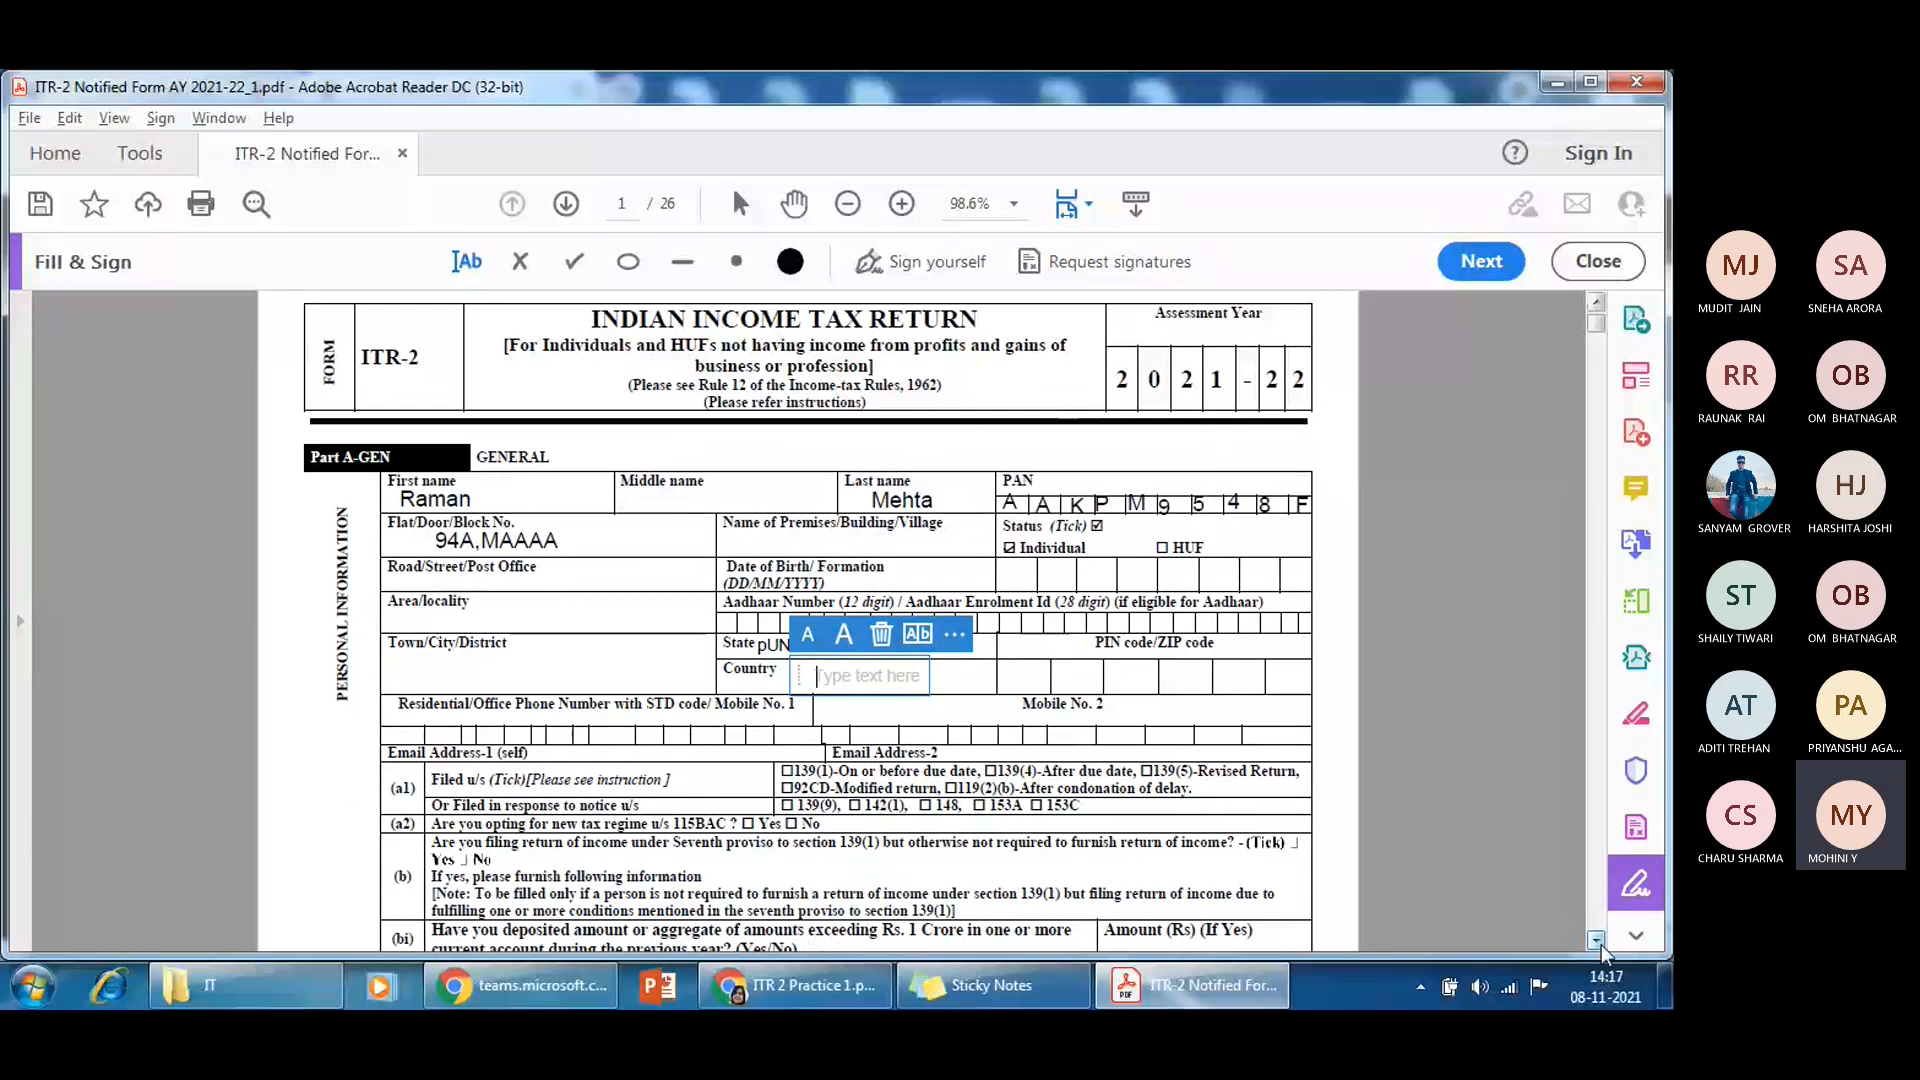 ITR-2 Notified Form AY 2021-22_1.pdf - Adobe Acrobat Reader DC (32-bit)
File Edit View Sign Window Help
Home Tools ITR-2 Notified For... × ? Sign In
1 / 26 98.6%
Fill & Sign Ab Sign yourself Request signatures Next Close
FORM
ITR-2
INDIAN INCOME TAX RETURN
[For Individuals and HUFs not having income from profits and gains of
business or profession]
(Please see Rule 12 of the Income-tax Rules, 1962)
(Please refer instructions)
Assessment Year
2 0 2 1 - 2 2
Part A-GEN GENERAL
PERSONAL INFORMATION
First name Middle name Last name PAN
Raman Mehta A A K P M 9 5 4 8 F
Flat/Door/Block No. Name of Premises/Building/Village Status (Tick) ☑
94A,MAAAA ☑ Individual ☐ HUF
Road/Street/Post Office Date of Birth/ Formation
(DD/MM/YYYY)
Area/locality Aadhaar Number (12 digit) / Aadhaar Enrolment Id (28 digit) (if eligible for Aadhaar)
A A Ab ...
Town/City/District State pUN PIN code/ZIP code
Country Type text here
Residential/Office Phone Number with STD code/ Mobile No. 1 Mobile No. 2
Email Address-1 (self) Email Address-2
(a1) Filed u/s (Tick)[Please see instruction ] ☐139(1)-On or before due date, ☐139(4)-After due date, ☐139(5)-Revised Return,
☐92CD-Modified return, ☐119(2)(b)-After condonation of delay.
Or Filed in response to notice u/s ☐ 139(9), ☐ 142(1), ☐ 148, ☐ 153A ☐ 153C
(a2) Are you opting for new tax regime u/s 115BAC ? ☐ Yes ☐ No
(b) Are you filing return of income under Seventh proviso to section 139(1) but otherwise not required to furnish return of income? - (Tick)
Yes No
If yes, please furnish following information
[Note: To be filled only if a person is not required to furnish a return of income under section 139(1) but filing return of income due to
fulfilling one or more conditions mentioned in the seventh proviso to section 139(1)]
(bi) Have you deposited amount or aggregate of amounts exceeding Rs. 1 Crore in one or more Amount (Rs) (If Yes)
current account during the previous year? (Yes/No)
IT teams.microsoft.c... ITR 2 Practice 1.p... Sticky Notes PDF ITR-2 Notified For...
14:17
08-11-2021
MJ SA
MUDIT JAIN SNEHA ARORA
RR OB
RAUNAK RAI OM BHATNAGAR
HJ
SANYAM GROVER HARSHITA JOSHI
ST OB
SHAILY TIWARI OM BHATNAGAR
AT PA
ADITI TREHAN PRIYANSHU AGA...
CS MY
CHARU SHARMA MOHINI Y